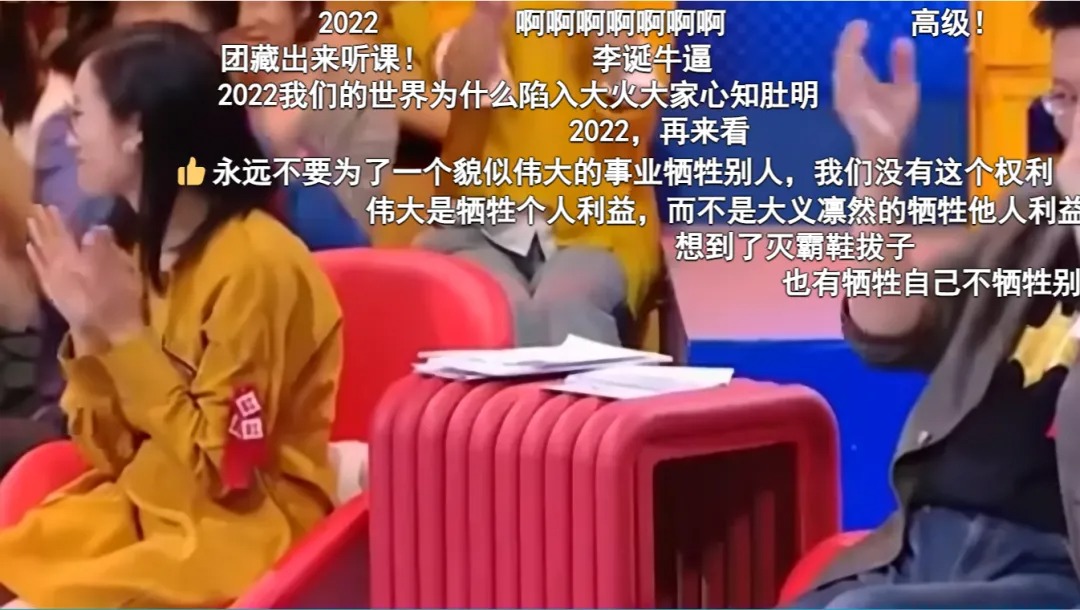 2022
啊啊啊啊啊啊啊
高级！
团藏出来听课！
李诞牛逼
2022我们的世界为什么陷入大火大家心知肚明
2022，再来看
👍永远不要为了一个貌似伟大的事业牺牲别人，我们没有这个权利
伟大是牺牲个人利益，而不是大义凛然的牺牲他人利益
想到了灭霸鞋拔子
也有牺牲自己不牺牲别